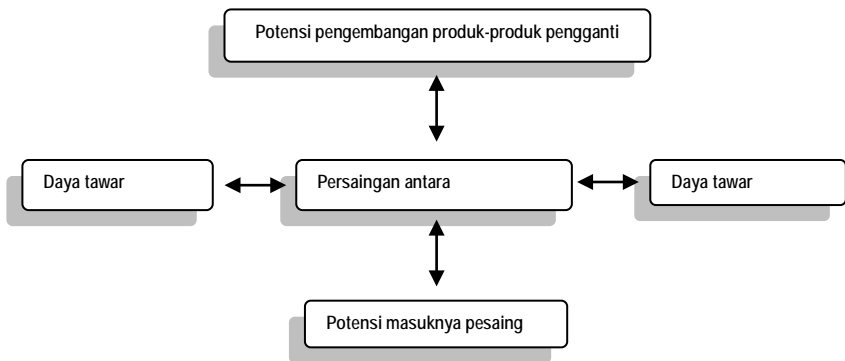 Potensi pengembangan produk-produk pengganti
Daya tawar
Persaingan antara
Daya tawar
Potensi masuknya pesaing